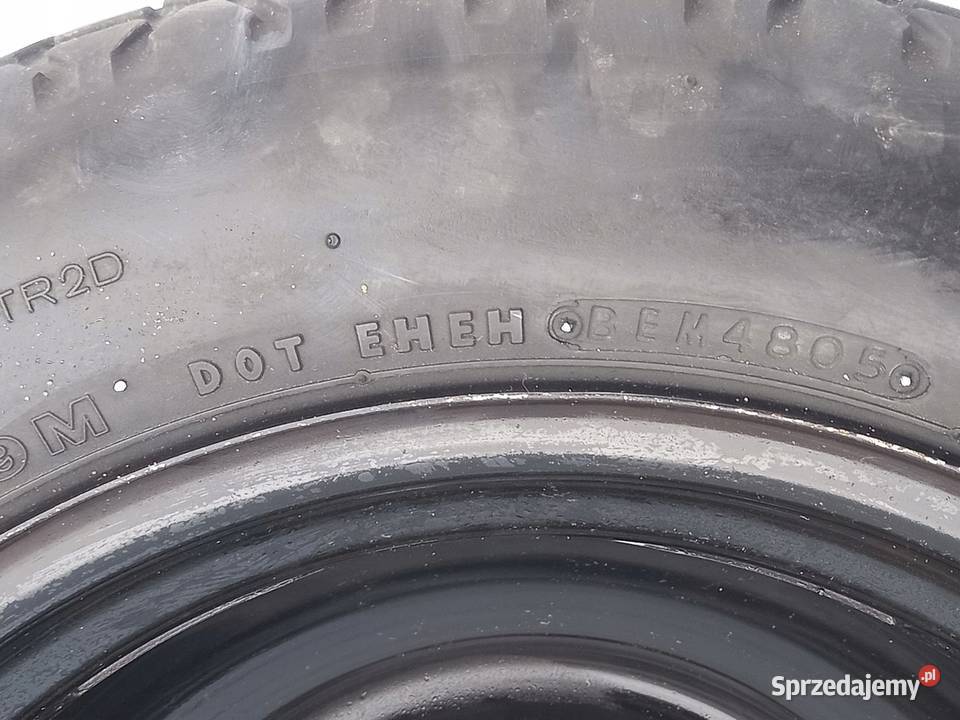 TR2D
M DOT EHEH BEM4805
Sprzedajemy.pl